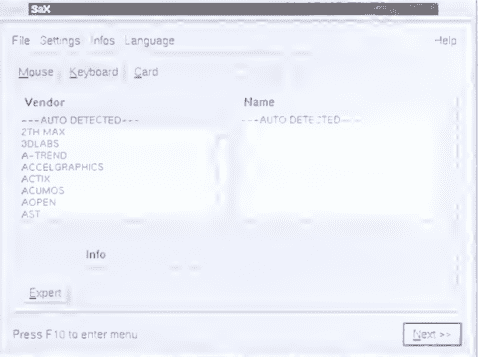 SaX
File Settings Infos Language Help
Mouse Keyboard Card
Vendor Name
---AUTO DETECTED--- ---AUTO DETECTED---
2TH MAX
3DLABS
A-TREND
ACCELGRAPHICS
ACTIX
ACUMOS
AOPEN
AST
Info
Expert
Press F10 to enter menu
Next >>